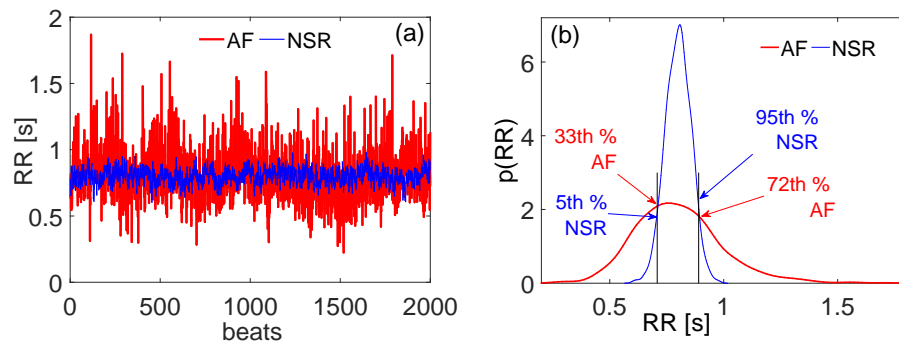 (a)
AF NSR
RR [s]
2
1.5
1
0.5
0
0 500 1000 1500 2000
beats
(b)
AF NSR
p(RR)
6
4
2
0
33th %
AF
5th %
NSR
95th %
NSR
72th %
AF
0.5 1 1.5
RR [s]